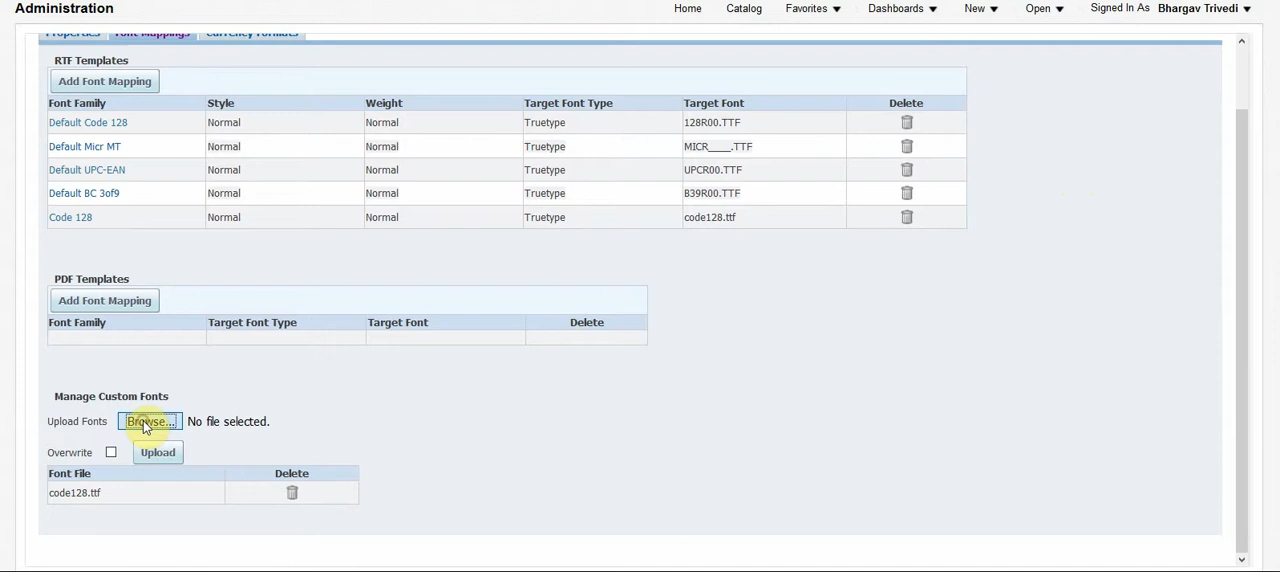 Administration
Home Catalog Favorites Dashboards New Open Signed In As Bhargav Trivedi
Properties Font Mappings Currency Formats
RTF Templates
Add Font Mapping
Font Family Style Weight Target Font Type Target Font Delete
Default Code 128 Normal Normal Truetype 128R00.TTF
Default Micr MT Normal Normal Truetype MICR____.TTF
Default UPC-EAN Normal Normal Truetype UPCR00.TTF
Default BC 3of9 Normal Normal Truetype B39R00.TTF
Code 128 Normal Normal Truetype code128.ttf
PDF Templates
Add Font Mapping
Font Family Target Font Type Target Font Delete
Manage Custom Fonts
Upload Fonts Browse... No file selected.
Overwrite Upload
Font File Delete
code128.ttf